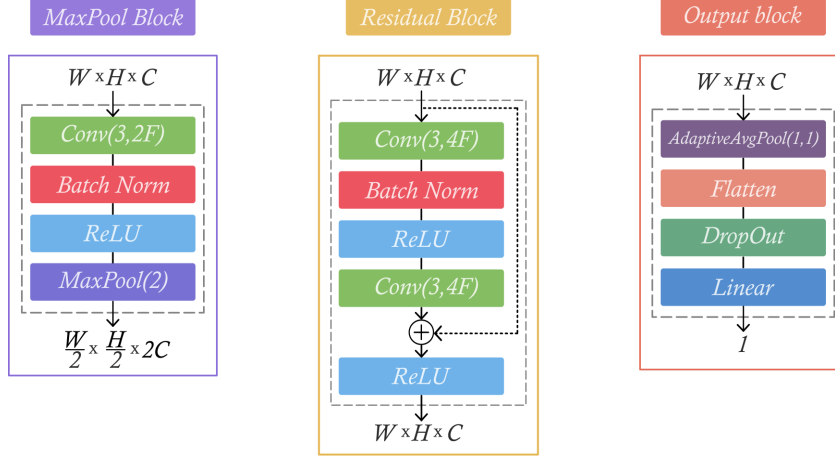 MaxPool Block
W x H x C
Conv(3,2F)
Batch Norm
ReLU
MaxPool(2)
W/2 x H/2 x 2C
Residual Block
W x H x C
Conv(3,4F)
Batch Norm
ReLU
Conv(3,4F)
+
ReLU
W x H x C
Output block
W x H x C
AdaptiveAvgPool(1,1)
Flatten
DropOut
Linear
1